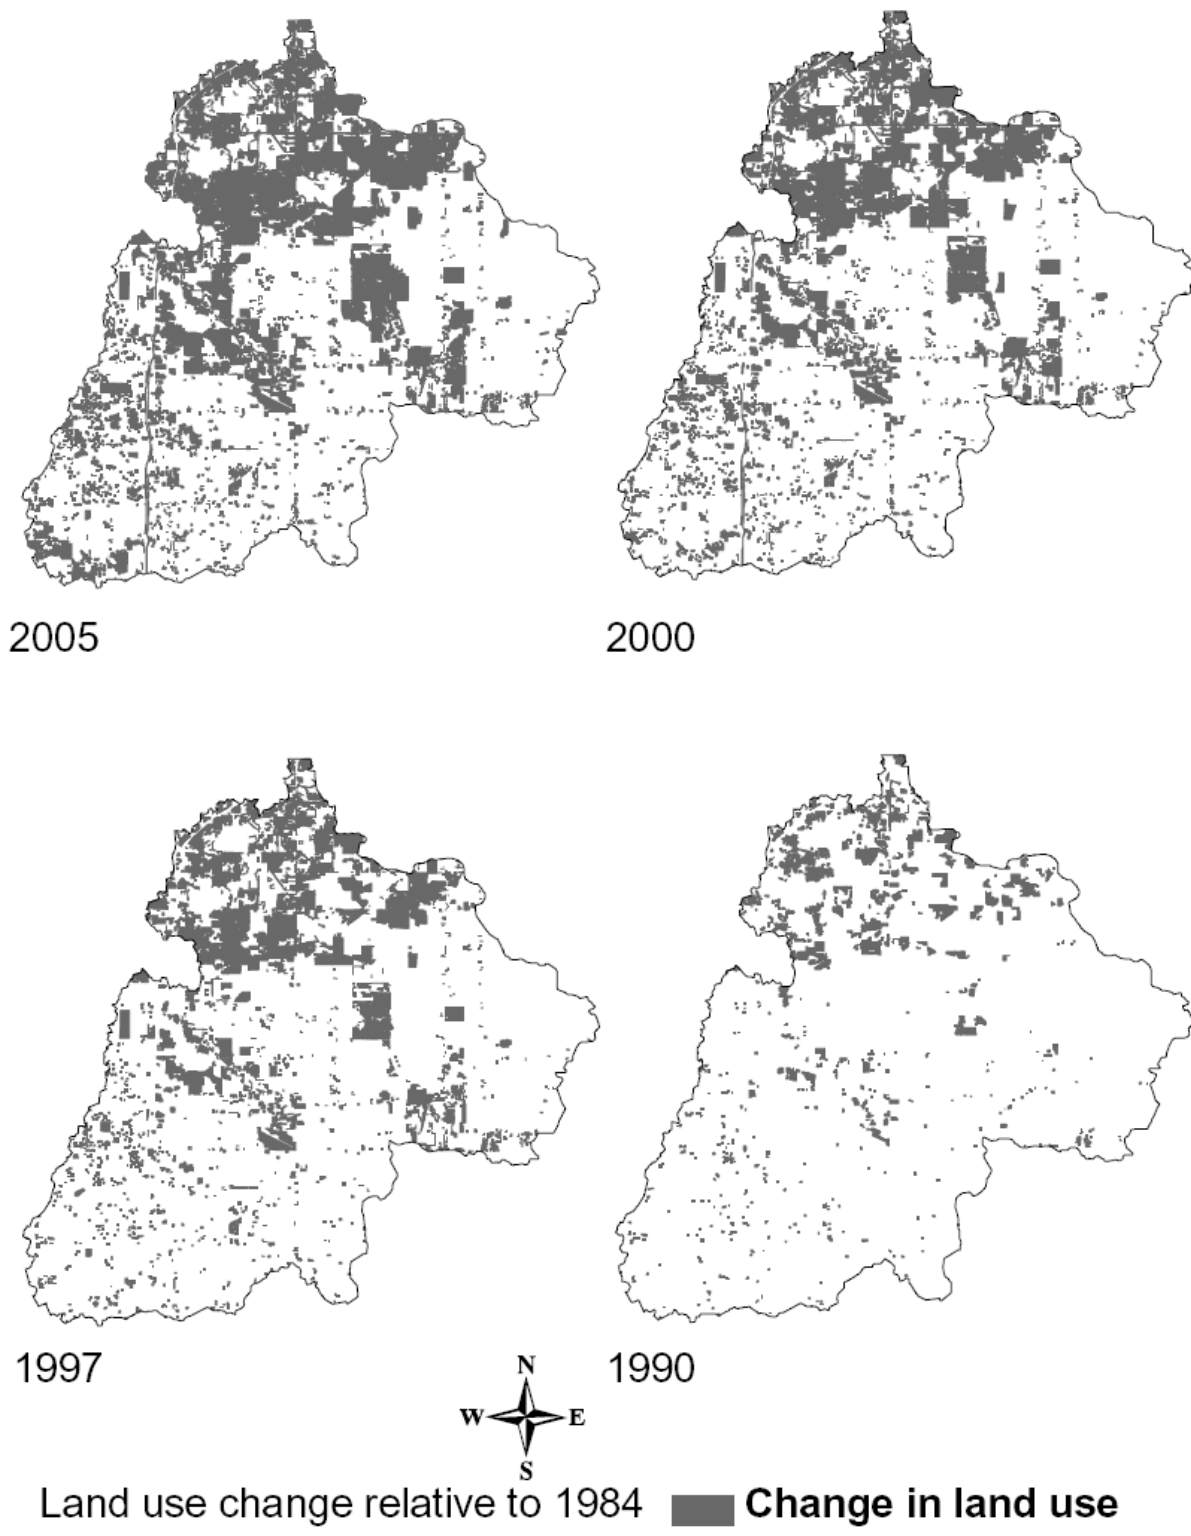 2005
2000
1997
1990
N
W E
S
Land use change relative to 1984 Change in land use